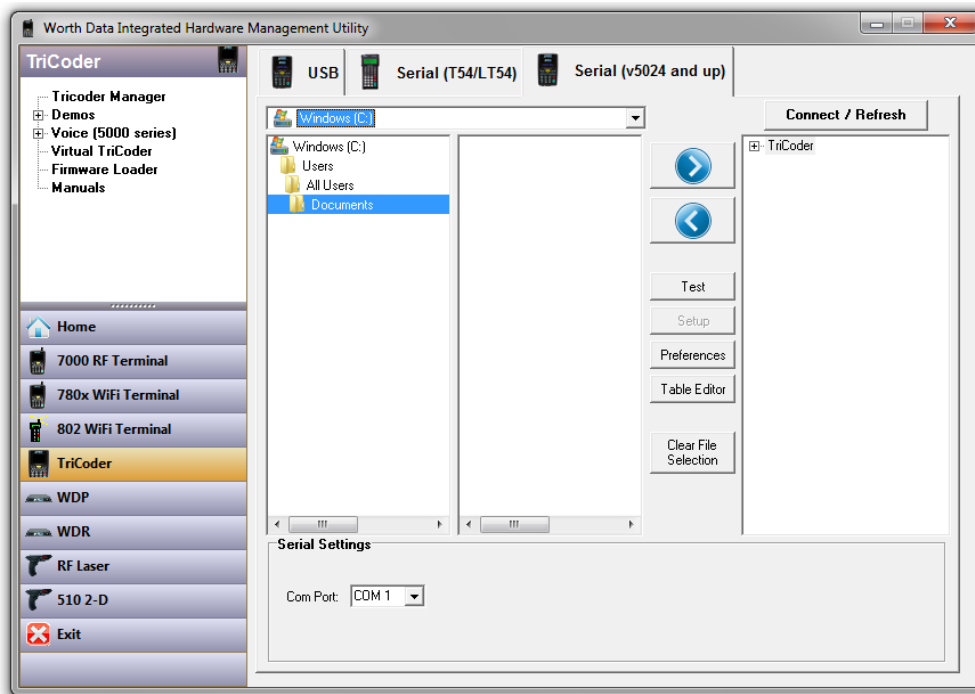 Worth Data Integrated Hardware Management Utility
TriCoder
Tricoder Manager
Demos
Voice (5000 series)
Virtual TriCoder
Firmware Loader
Manuals
Home
7000 RF Terminal
780x WiFi Terminal
802 WiFi Terminal
TriCoder
WDP
WDR
RF Laser
510 2-D
Exit
USB
Serial (T54/LT54)
Serial (v5024 and up)
Windows (C:)
Windows (C:)
Users
All Users
Documents
Test
Setup
Preferences
Table Editor
Clear File
Selection
Connect / Refresh
TriCoder
Serial Settings
Com Port: COM 1